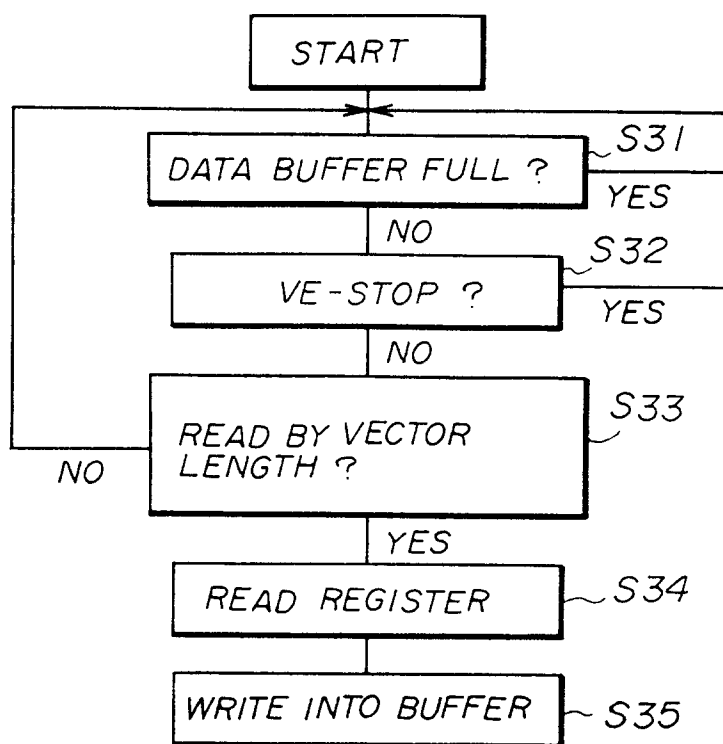 START
DATA BUFFER FULL ?
S31
YES
NO
VE-STOP ?
S32
YES
NO
READ BY VECTOR
LENGTH ?
S33
NO
YES
READ REGISTER
S34
WRITE INTO BUFFER
S35